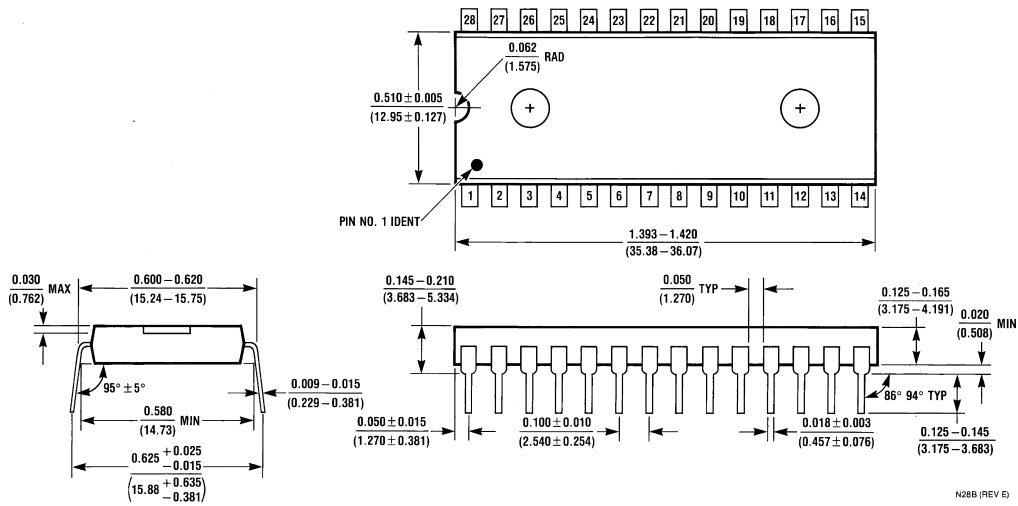 28 27 26 25 24 23 22 21 20 19 18 17 16 15
0.062
(1.575)
RAD
0.510 ± 0.005
(12.95 ± 0.127)
1 2 3 4 5 6 7 8 9 10 11 12 13 14
PIN NO. 1 IDENT
1.393 – 1.420
(35.38 – 36.07)
0.030
(0.762)
MAX
0.600 – 0.620
(15.24 – 15.75)
95° ± 5°
0.009 – 0.015
(0.229 – 0.381)
0.580
(14.73)
MIN
0.625 + 0.025
– 0.015
(15.88 + 0.635
– 0.381)
0.145 – 0.210
(3.683 – 5.334)
0.050
(1.270)
TYP
0.125 – 0.165
(3.175 – 4.191)
0.020
(0.508)
MIN
86° 94° TYP
0.050 ± 0.015
(1.270 ± 0.381)
0.100 ± 0.010
(2.540 ± 0.254)
0.018 ± 0.003
(0.457 ± 0.076)
0.125 – 0.145
(3.175 – 3.683)
N28B (REV E)